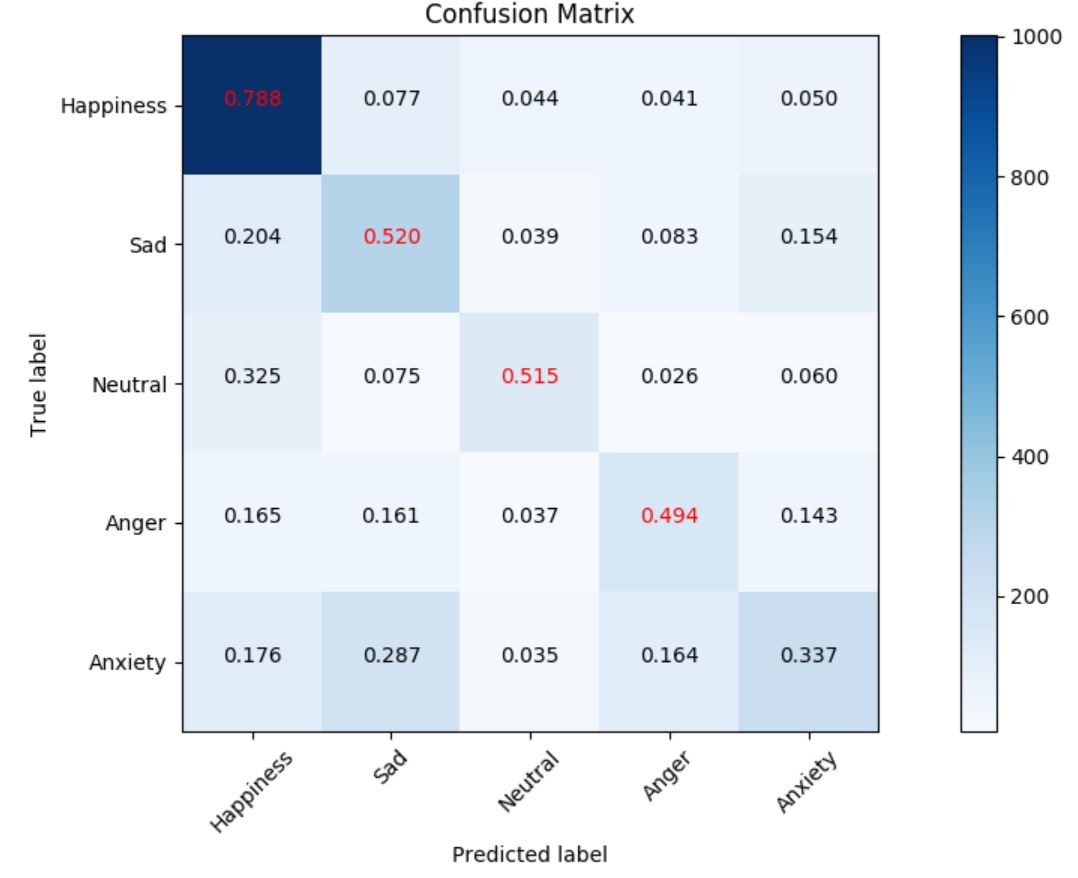 Confusion Matrix
Happiness 0.788 0.077 0.044 0.041 0.050
Sad 0.204 0.520 0.039 0.083 0.154
Neutral 0.325 0.075 0.515 0.026 0.060
Anger 0.165 0.161 0.037 0.494 0.143
Anxiety 0.176 0.287 0.035 0.164 0.337
True label
Happiness Sad Neutral Anger Anxiety
Predicted label
1000
800
600
400
200